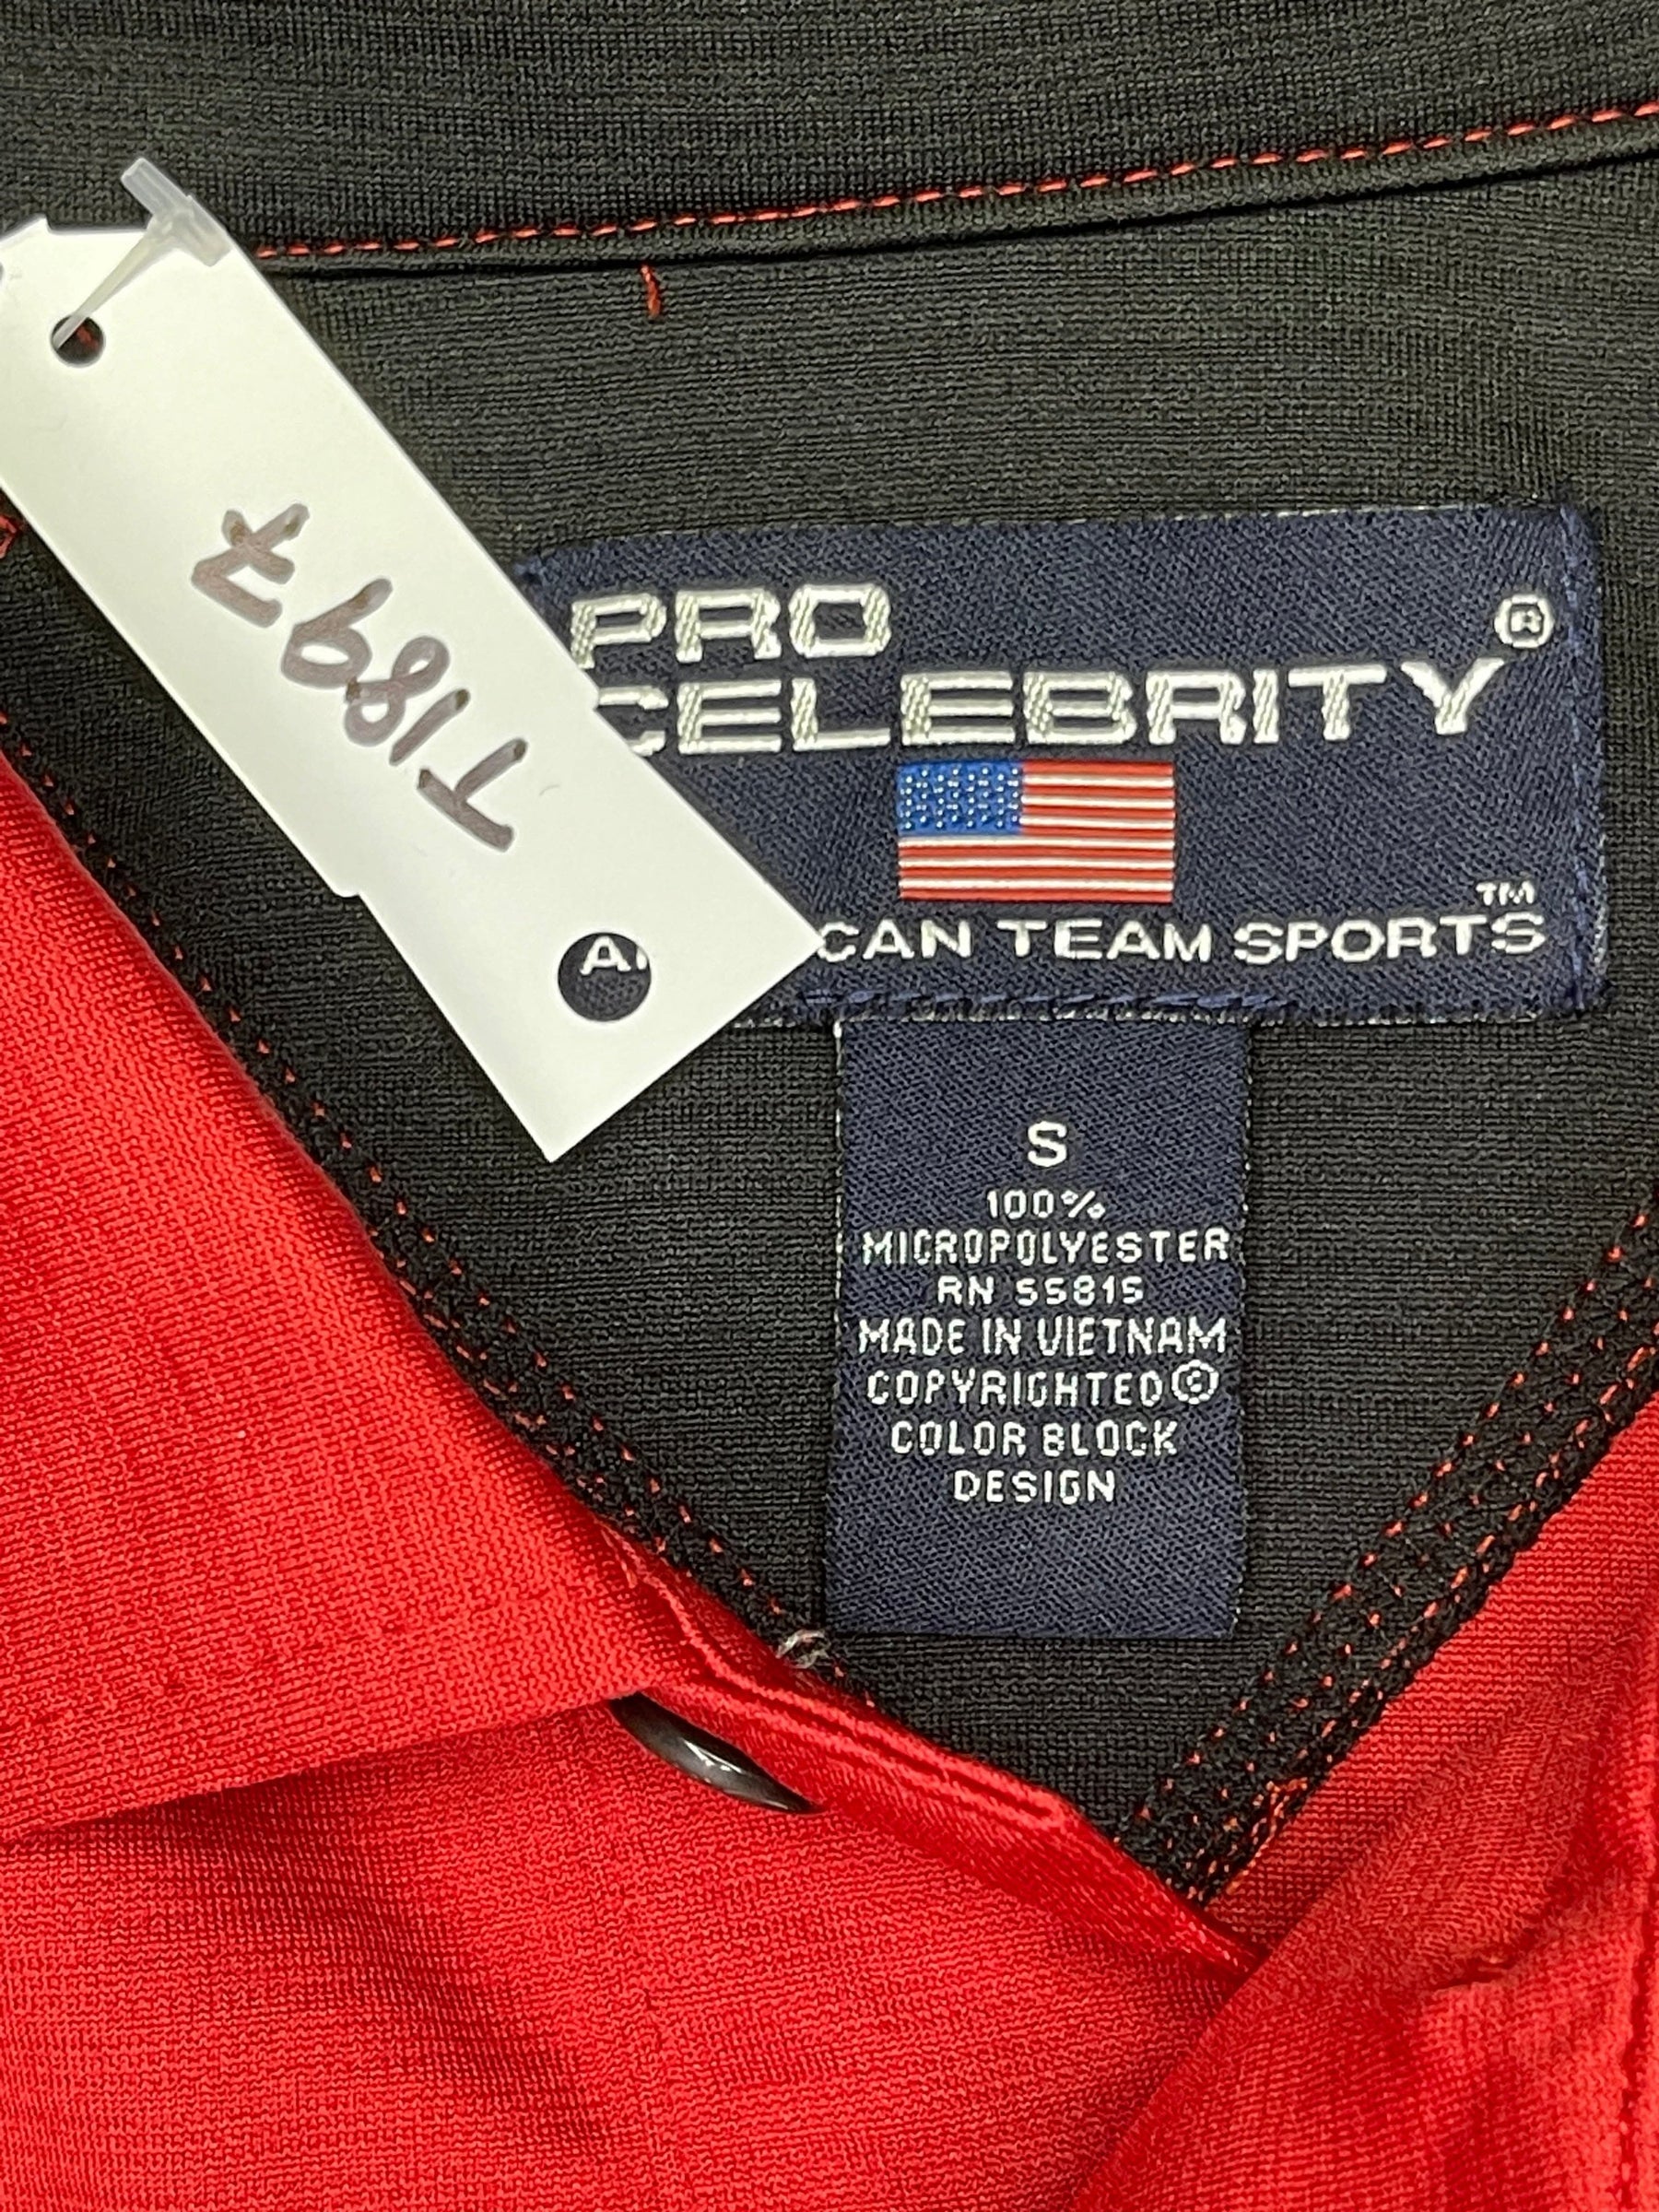 T1897
PRO
CELEBRITY®
A CAN TEAM SPORTS™
S
100%
MICROPOLYESTER
RN 55815
MADE IN VIETNAM
COPYRIGHTED©
COLOR BLOCK
DESIGN